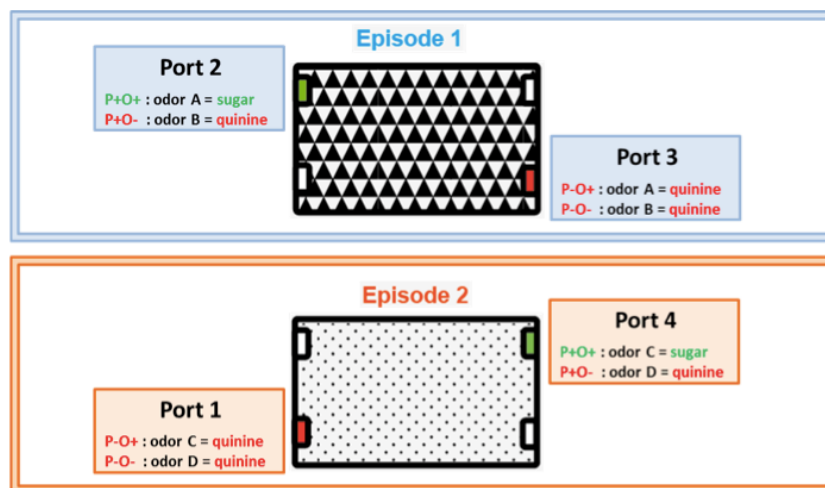 Episode 1
Port 2
P+O+ : odor A = sugar
P+O- : odor B = quinine
Port 3
P-O+ : odor A = quinine
P-O- : odor B = quinine
Episode 2
Port 4
P+O+ : odor C = sugar
P+O- : odor D = quinine
Port 1
P-O+ : odor C = quinine
P-O- : odor D = quinine